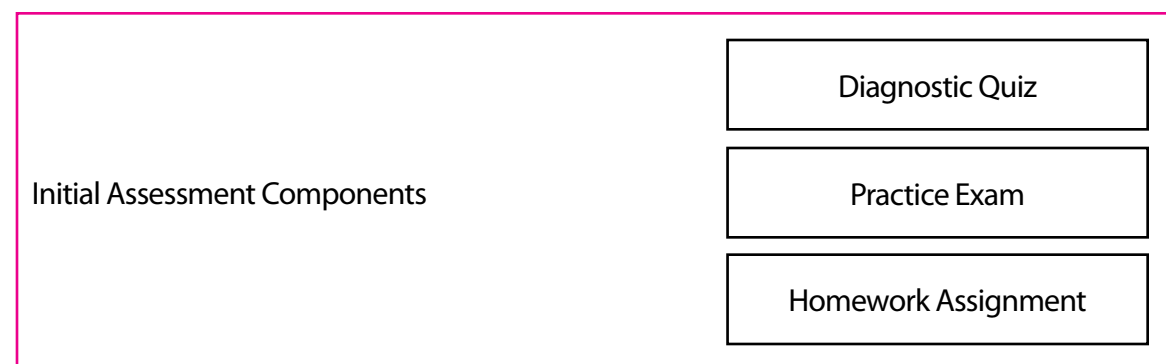 Diagnostic Quiz
Initial Assessment Components
Practice Exam
Homework Assignment